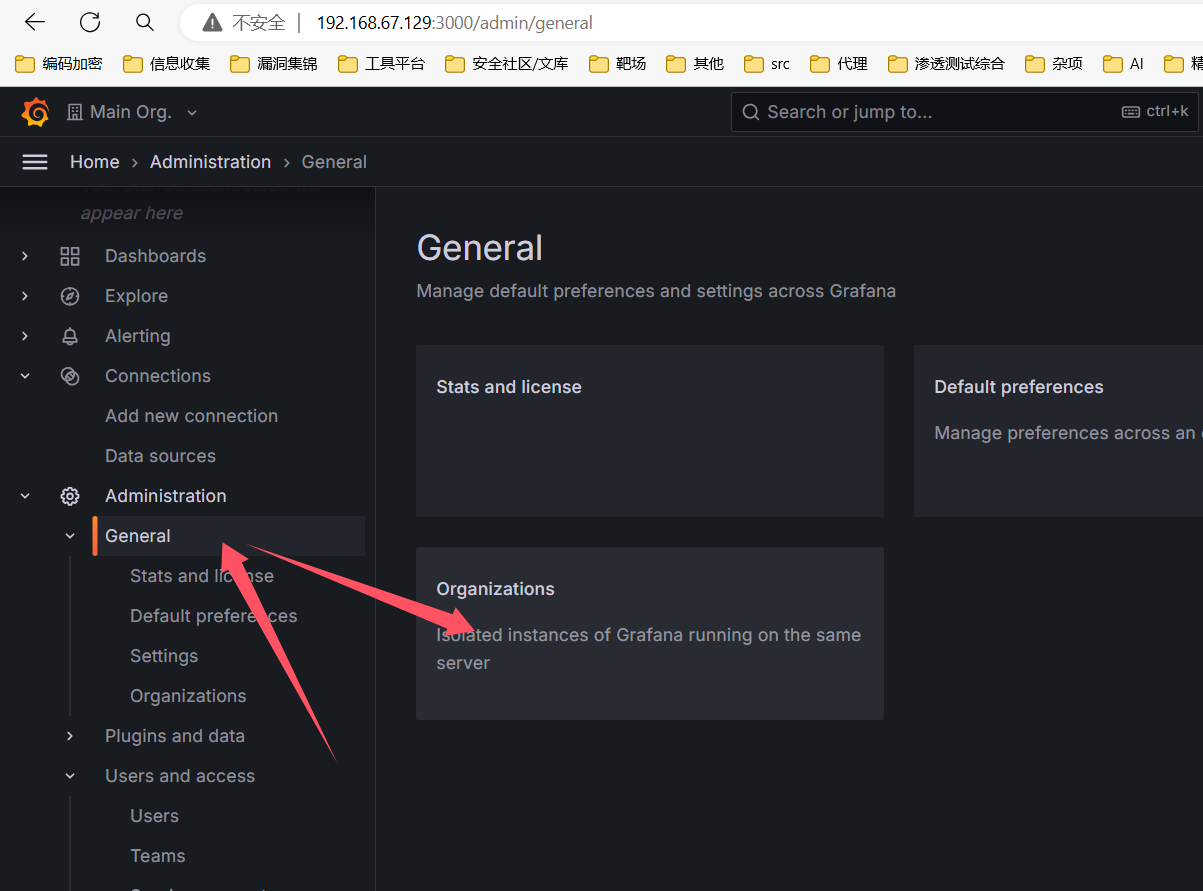 不安全 | 192.168.67.129:3000/admin/general
编码加密 信息收集 漏洞集锦 工具平台 安全社区/文库 靶场 其他 src 代理 渗透测试综合 杂项 AI
Main Org.
Search or jump to... ctrl+k
Home › Administration › General
appear here
Dashboards
Explore
Alerting
Connections
Add new connection
Data sources
Administration
General
Stats and license
Default preferences
Settings
Organizations
Plugins and data
Users and access
Users
Teams
General
Manage default preferences and settings across Grafana
Stats and license
Default preferences
Manage preferences across an
Organizations
Isolated instances of Grafana running on the same
server